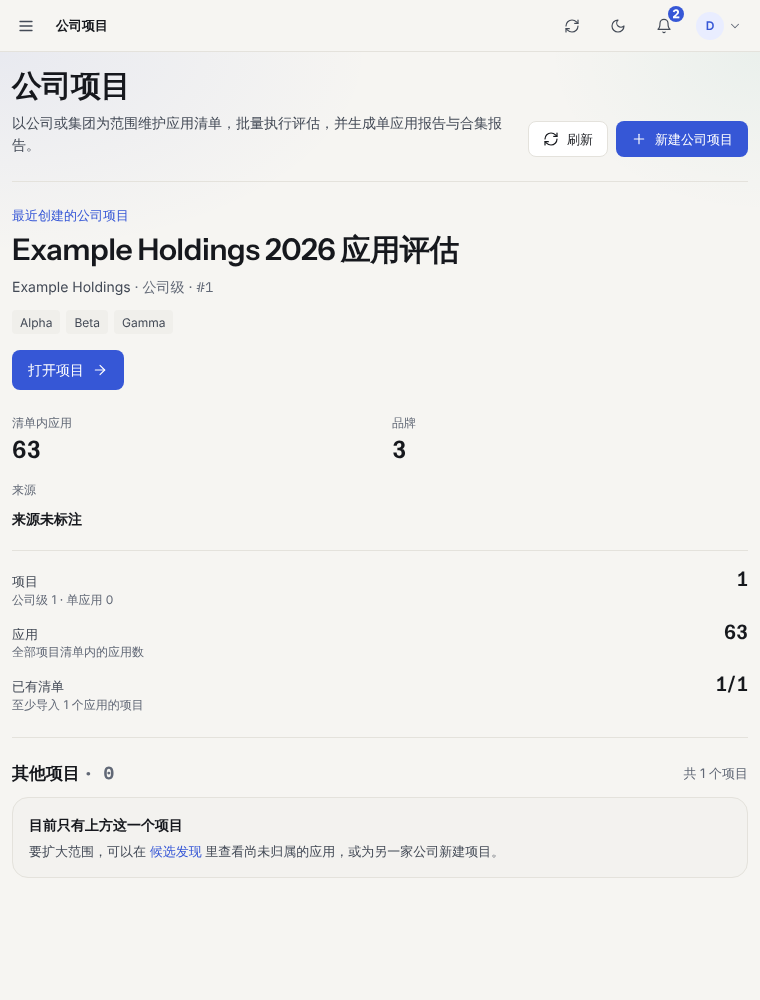 公司项目
2
D
公司项目
以公司或集团为范围维护应用清单，批量执行评估，并生成单应用报告与合集报
告。
刷新
新建公司项目
最近创建的公司项目
Example Holdings 2026 应用评估
Example Holdings · 公司级 · #1
Alpha Beta Gamma
打开项目
清单内应用 品牌
63 3
来源
来源未标注
项目 1
公司级 1 · 单应用 0
应用 63
全部项目清单内的应用数
已有清单 1/1
至少导入 1 个应用的项目
其他项目 · 0 共 1 个项目
目前只有上方这一个项目
要扩大范围，可以在 候选发现 里查看尚未归属的应用，或为另一家公司新建项目。